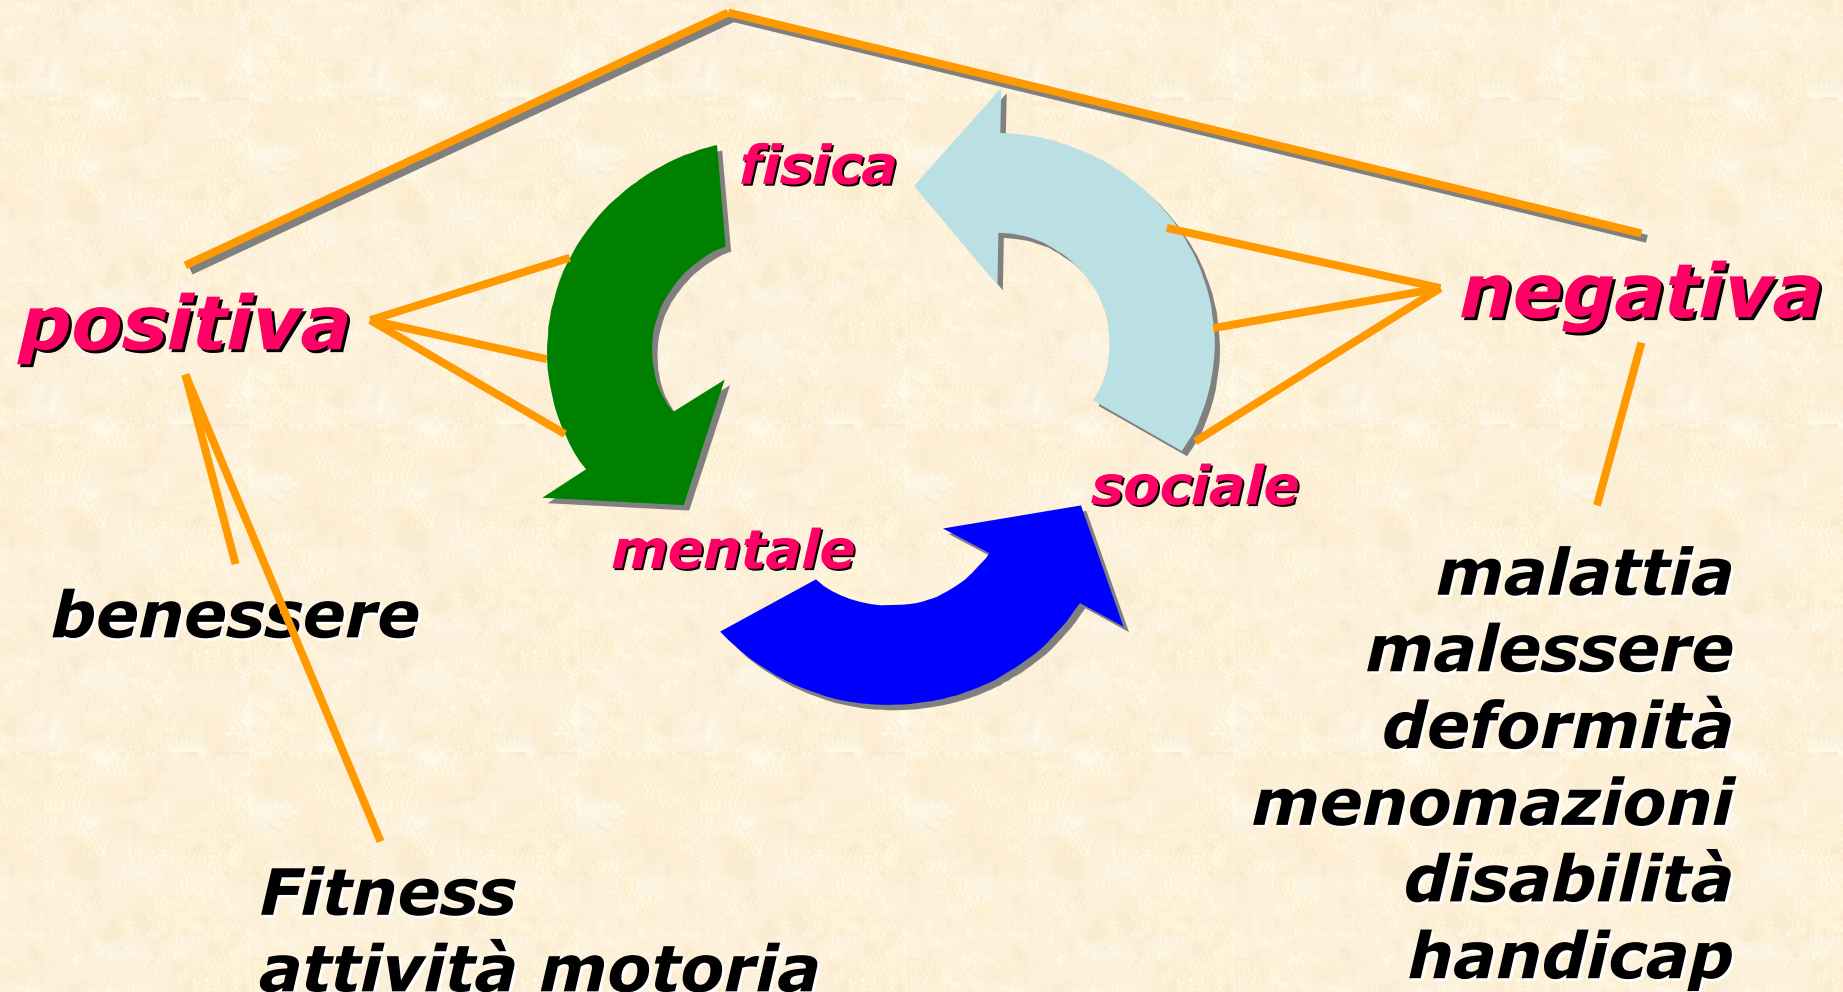 fisica
positiva
negativa
sociale
mentale
benessere
malattia
malessere
deformità
menomazioni
disabilità
handicap
Fitness
attività motoria